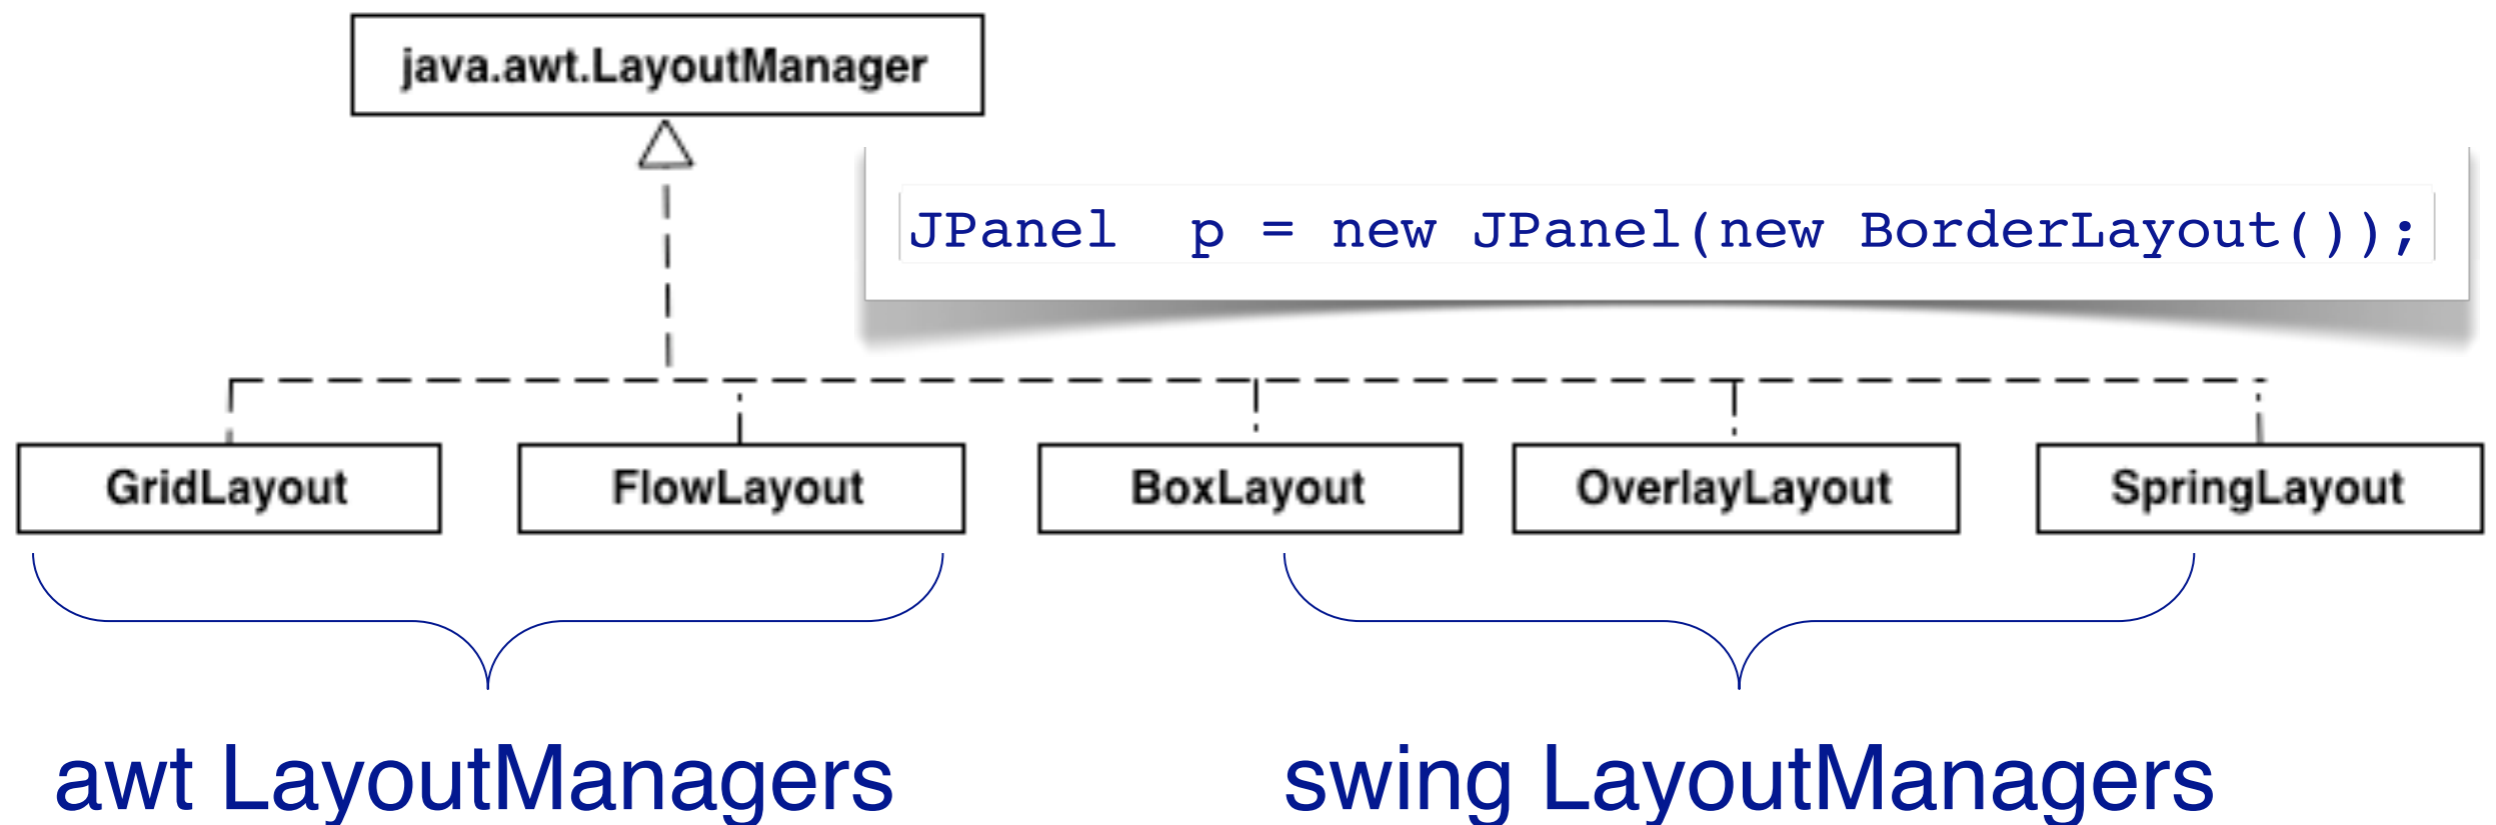 java.awt.LayoutManager
JPanel  p = new JPanel(new BorderLayout());
GridLayout
FlowLayout
BoxLayout
OverlayLayout
SpringLayout
awt LayoutManagers
swing LayoutManagers